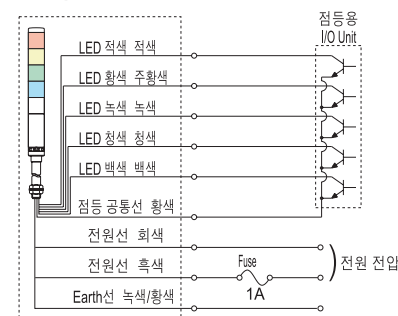 점등용
I/O Unit
LED 적색 적색
LED 황색 주황색
LED 녹색 녹색
LED 청색 청색
LED 백색 백색
점등 공통선 황색
전원선 회색
전원선 흑색
Fuse
1A
전원 전압
Earth선 녹색/황색